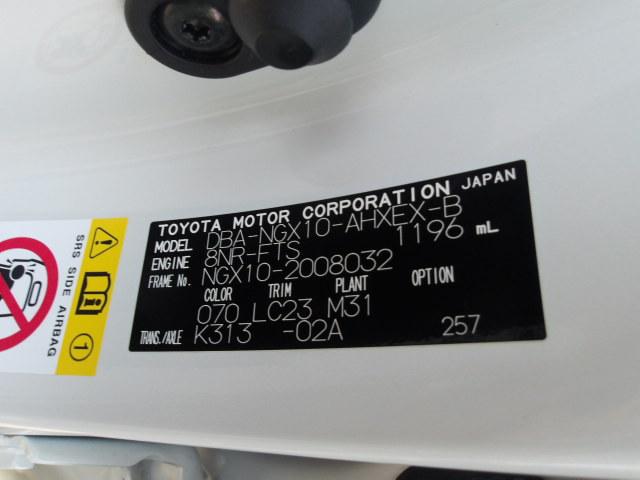 TOYOTA MOTOR CORPORATION JAPAN
MODEL DBA-NGX10-AHXEX-B
ENGINE 8NR-FTS 1196 mL
FRAME No. NGX10-2008032
COLOR TRIM PLANT OPTION
070 LC23 M31
TRANS./AXLE K313 -02A 257
SRS SIDE AIRBAG
1